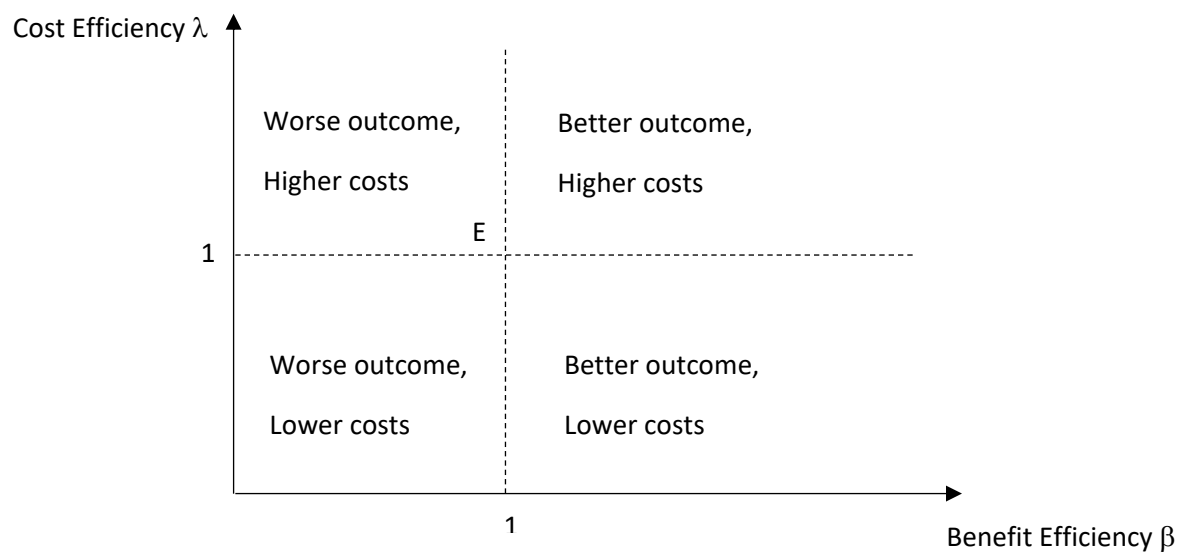 Cost Efficiency λ
Worse outcome,
Higher costs
Better outcome,
Higher costs
E
1
Worse outcome,
Lower costs
Better outcome,
Lower costs
1
Benefit Efficiency β